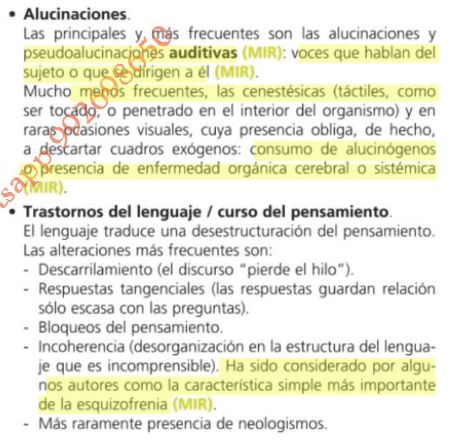 • Alucinaciones.
Las principales y más frecuentes son las alucinaciones y
pseudoalucinaciones auditivas (MIR): voces que hablan del
sujeto o que se dirigen a él (MIR).
Mucho menos frecuentes, las cenestésicas (táctiles, como
ser tocado, o penetrado en el interior del organismo) y en
raras ocasiones visuales, cuya presencia obliga, de hecho,
a descartar cuadros exógenos: consumo de alucinógenos
o presencia de enfermedad orgánica cerebral o sistémica
(MIR).
• Trastornos del lenguaje / curso del pensamiento.
El lenguaje traduce una desestructuración del pensamiento.
Las alteraciones más frecuentes son:
- Descarrilamiento (el discurso "pierde el hilo").
- Respuestas tangenciales (las respuestas guardan relación
sólo escasa con las preguntas).
- Bloqueos del pensamiento.
- Incoherencia (desorganización en la estructura del lengua-
je que es incomprensible). Ha sido considerado por algu-
nos autores como la característica simple más importante
de la esquizofrenia (MIR).
- Más raramente presencia de neologismos.